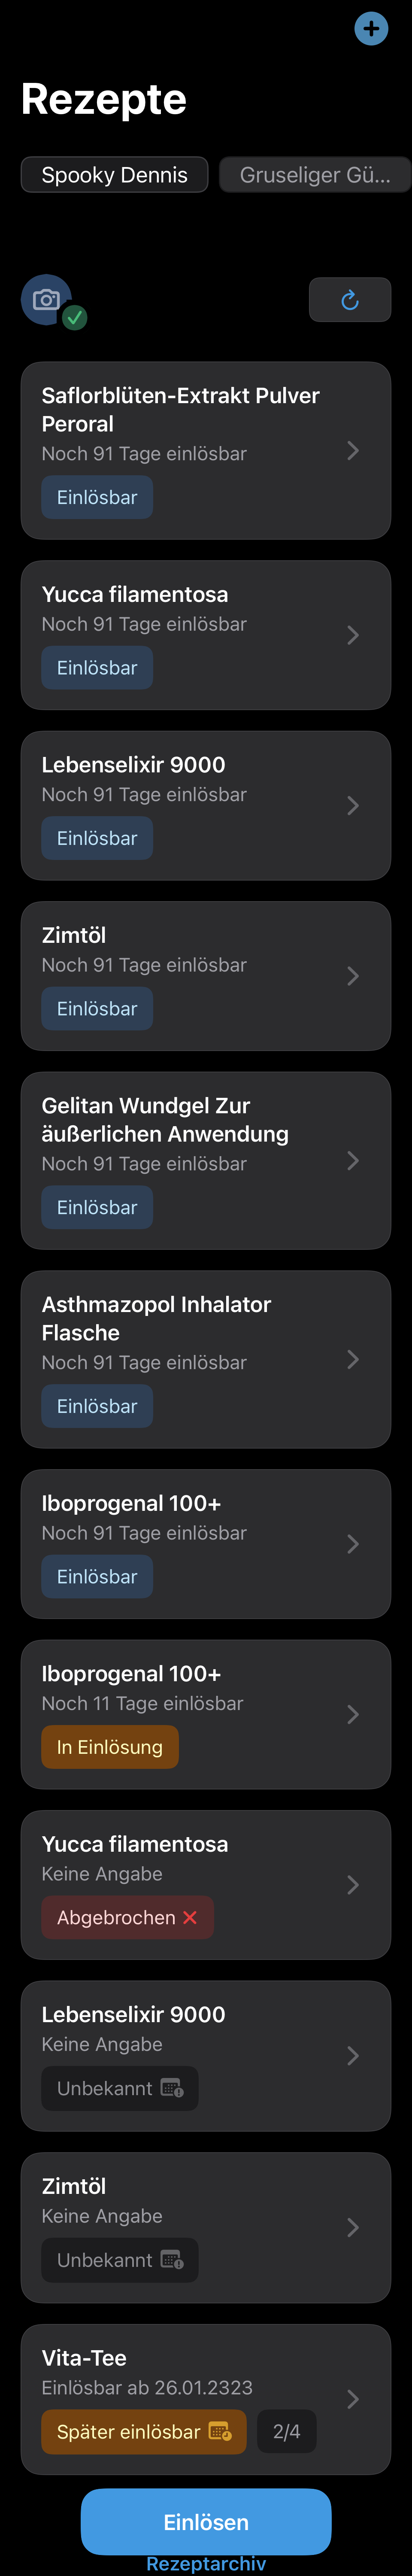 Rezepte
Spooky Dennis
Gruseliger Gü...
Saflorblüten-Extrakt Pulver
Peroral
Noch 91 Tage einlösbar
Einlösbar
Yucca filamentosa
Noch 91 Tage einlösbar
Einlösbar
Lebenselixir 9000
Noch 91 Tage einlösbar
Einlösbar
Zimtöl
Noch 91 Tage einlösbar
Einlösbar
Gelitan Wundgel Zur
äußerlichen Anwendung
Noch 91 Tage einlösbar
Einlösbar
Asthmazopol Inhalator
Flasche
Noch 91 Tage einlösbar
Einlösbar
Iboprogenal 100+
Noch 91 Tage einlösbar
Einlösbar
Iboprogenal 100+
Noch 11 Tage einlösbar
In Einlösung
Yucca filamentosa
Keine Angabe
Abgebrochen
Lebenselixir 9000
Keine Angabe
Unbekannt
Zimtöl
Keine Angabe
Unbekannt
Vita-Tee
Einlösbar ab 26.01.2323
Später einlösbar 2/4
Einlösen
Rezeptarchiv